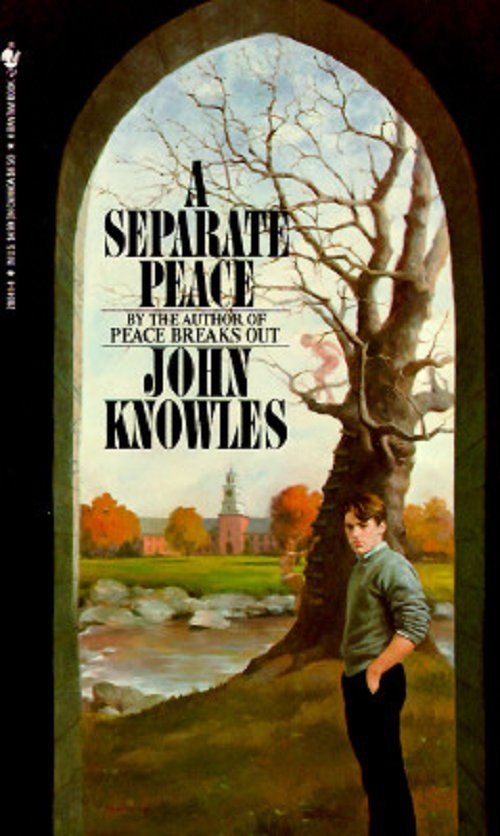 A
SEPARATE
PEACE
BY THE AUTHOR OF
PEACE BREAKS OUT
JOHN
KNOWLES